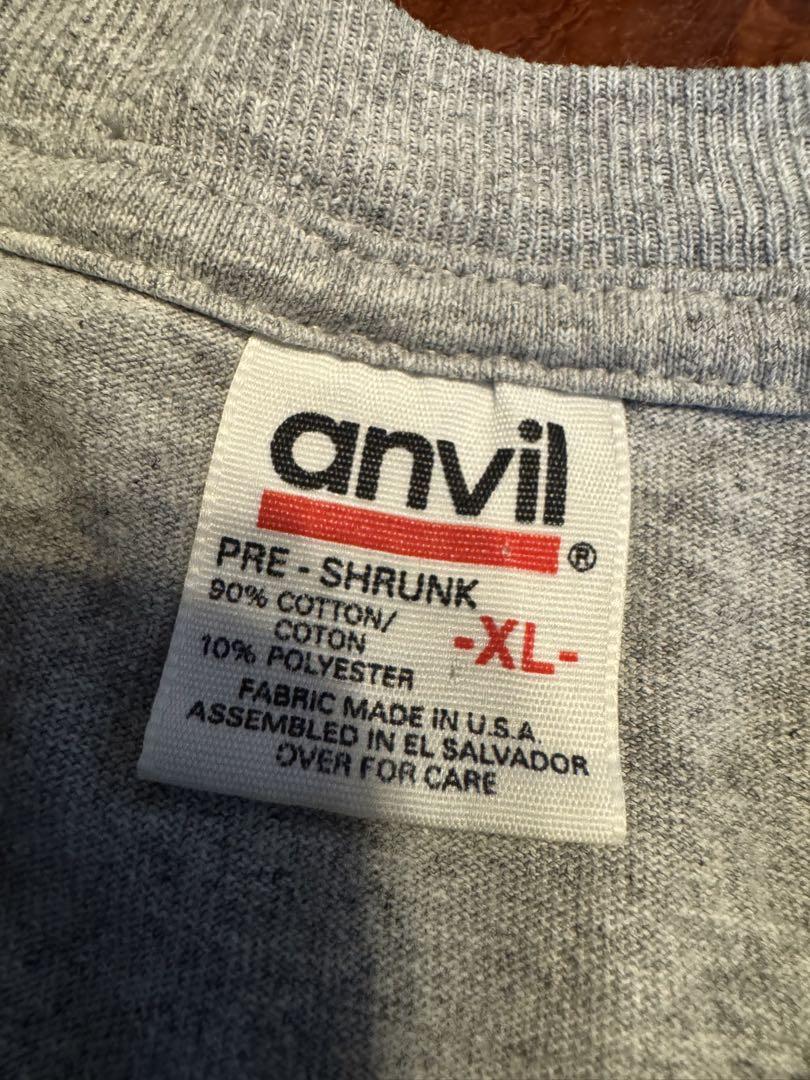 anvil
®
PRE - SHRUNK
90% COTTON/
COTON
10% POLYESTER
-XL-
FABRIC MADE IN U.S.A.
ASSEMBLED IN EL SALVADOR
OVER FOR CARE